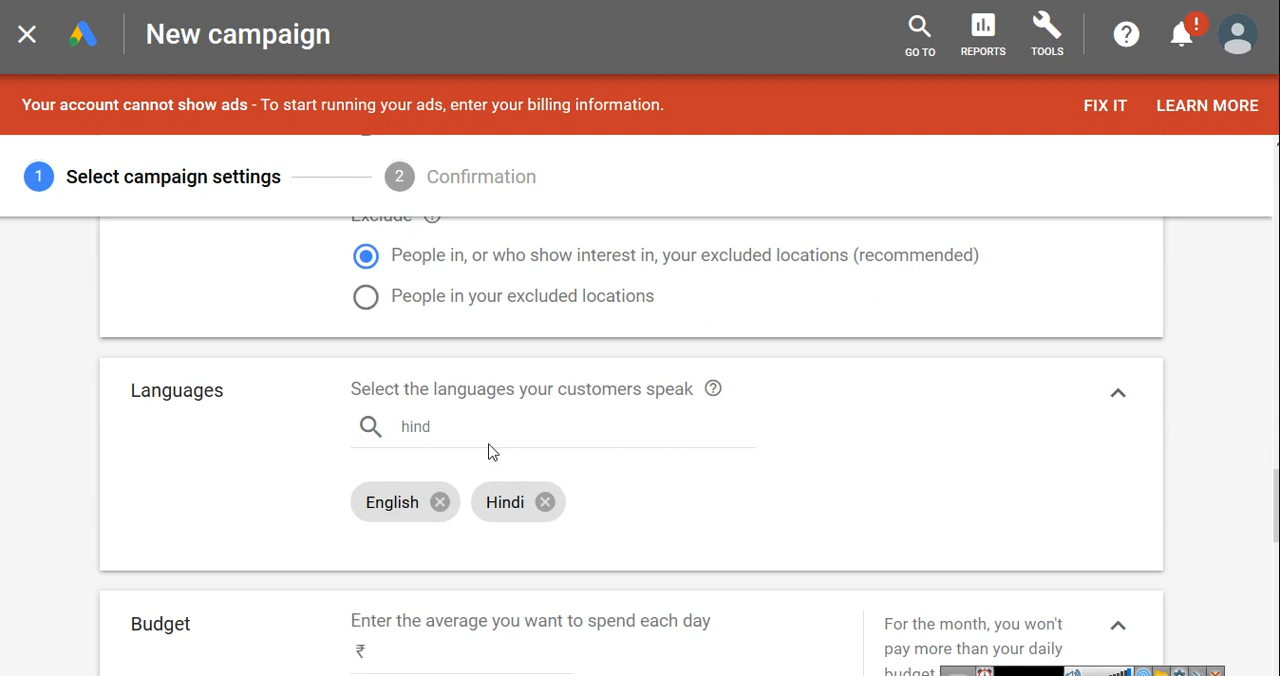 New campaign
GO TO
REPORTS
TOOLS
!
Your account cannot show ads - To start running your ads, enter your billing information.
FIX IT
LEARN MORE
1
Select campaign settings
2
Confirmation
Exclude
People in, or who show interest in, your excluded locations (recommended)
People in your excluded locations
Languages
Select the languages your customers speak
hind
English
Hindi
Budget
Enter the average you want to spend each day
₹
For the month, you won't
pay more than your daily
budget